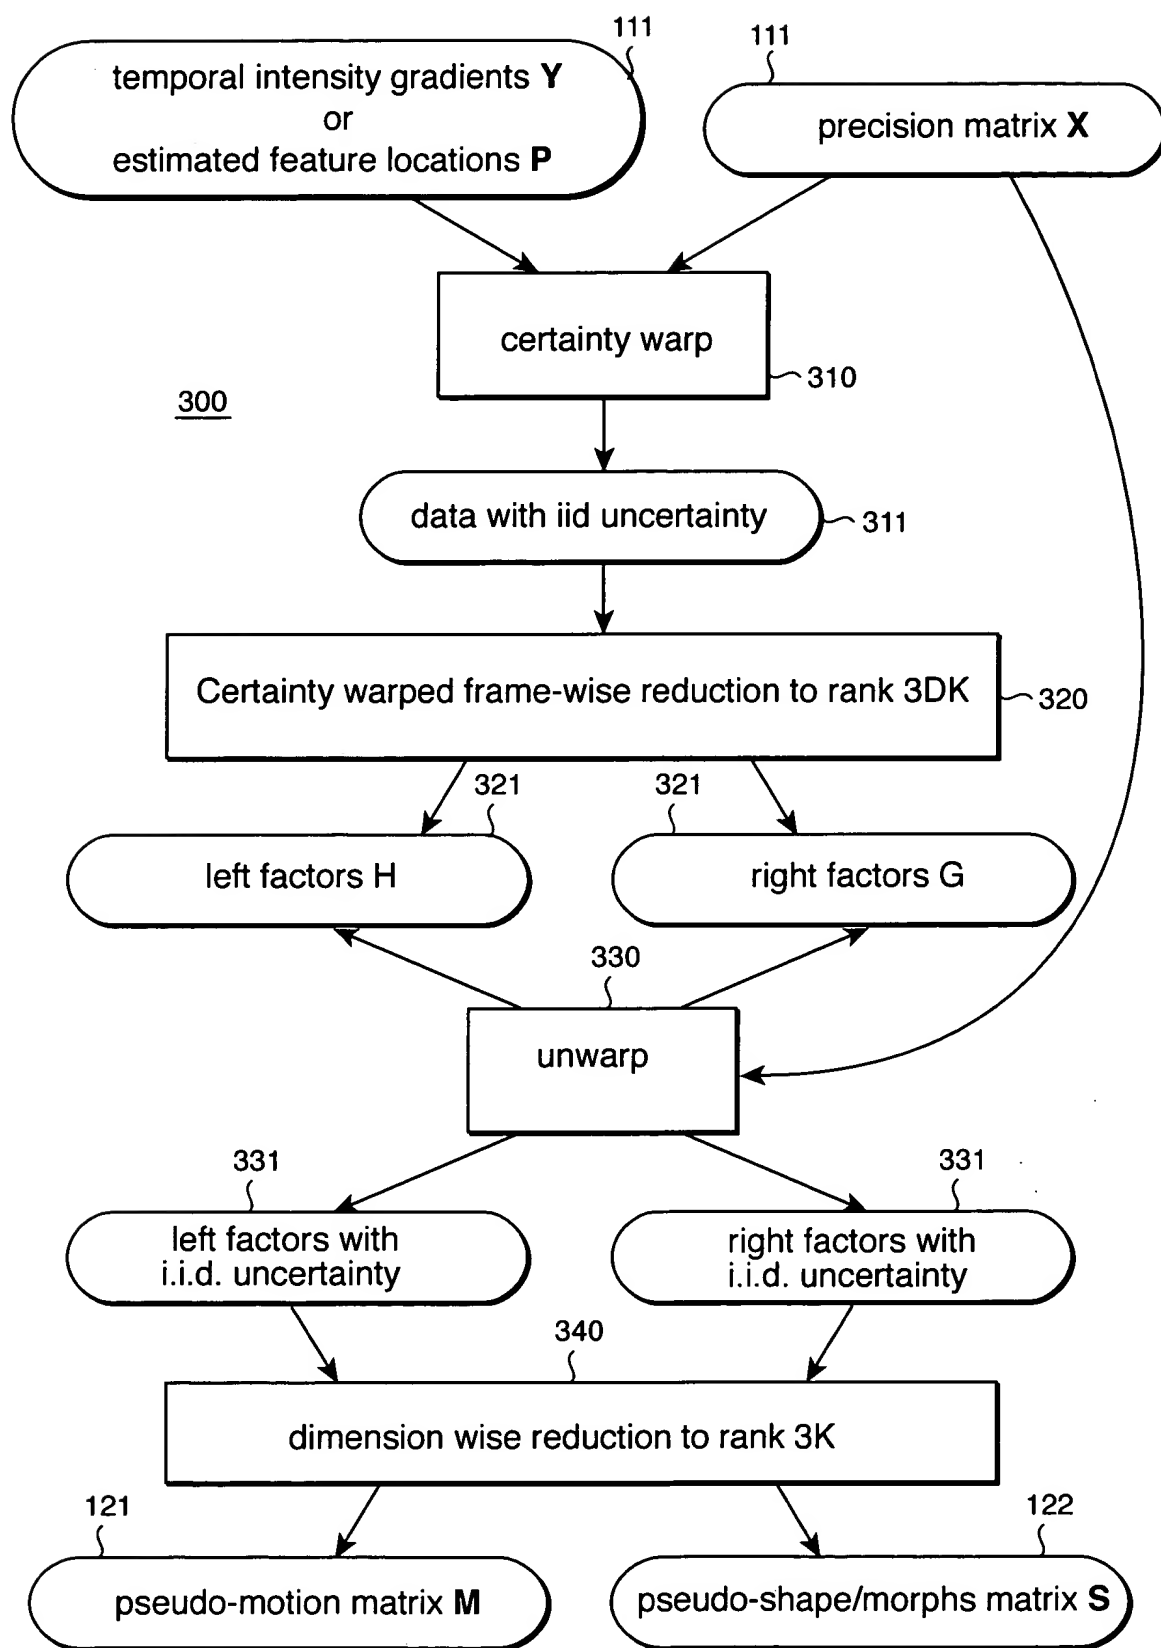 111
111
temporal intensity gradients Y
or
estimated feature locations P
precision matrix X
certainty warp
310
300
data with iid uncertainty
311
Certainty warped frame-wise reduction to rank 3DK
320
321
321
left factors H
right factors G
330
unwarp
331
331
left factors with
i.i.d. uncertainty
right factors with
i.i.d. uncertainty
340
dimension wise reduction to rank 3K
121
122
pseudo-motion matrix M
pseudo-shape/morphs matrix S